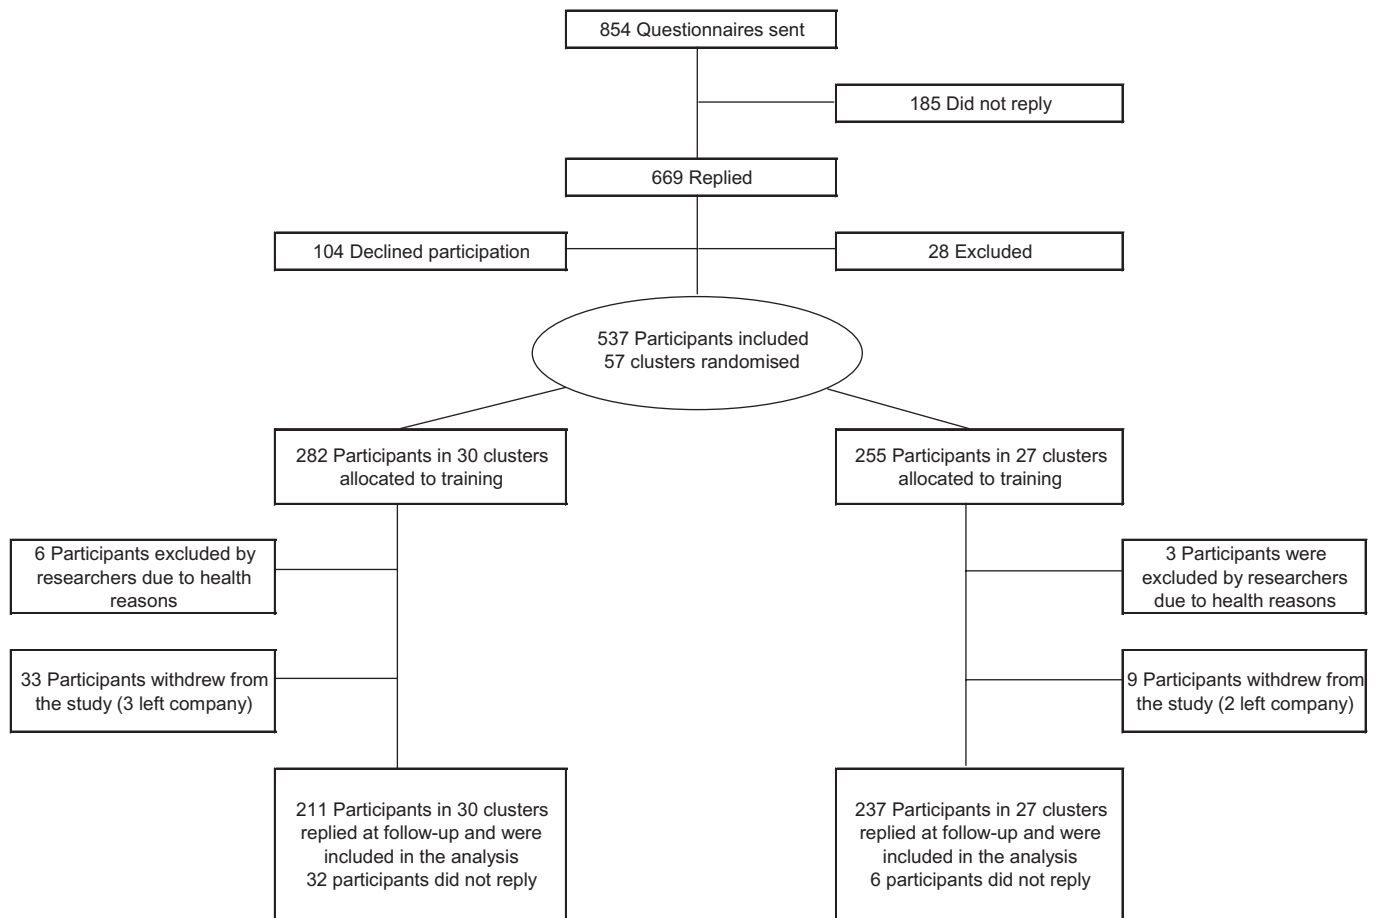 854 Questionnaires sent
185 Did not reply
669 Replied
104 Declined participation
28 Excluded
537 Participants included
57 clusters randomised
282 Participants in 30 clusters
allocated to training
255 Participants in 27 clusters
allocated to training
6 Participants excluded by
researchers due to health
reasons
3 Participants were
excluded by researchers
due to health reasons
33 Participants withdrew from
the study (3 left company)
9 Participants withdrew from
the study (2 left company)
211 Participants in 30 clusters
replied at follow-up and were
included in the analysis
32 participants did not reply
237 Participants in 27 clusters
replied at follow-up and were
included in the analysis
6 participants did not reply